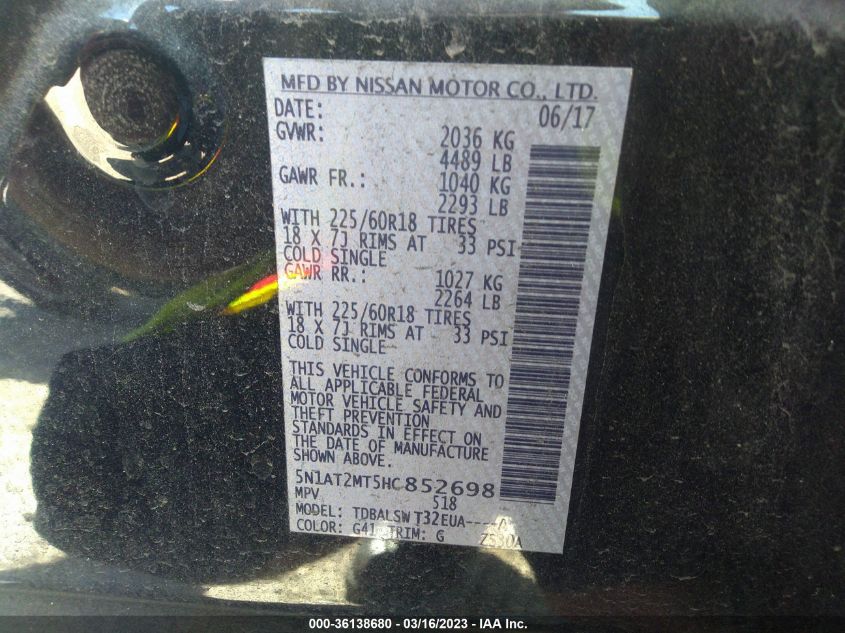 MFD BY NISSAN MOTOR CO., LTD.
DATE: 06/17
GVWR: 2036 KG
4489 LB
GAWR FR.: 1040 KG
2293 LB
WITH 225/60R18 TIRES
18 X 7J RIMS AT 33 PSI
COLD SINGLE
GAWR RR.: 1027 KG
2264 LB
WITH 225/60R18 TIRES
18 X 7J RIMS AT 33 PSI
COLD SINGLE
THIS VEHICLE CONFORMS TO
ALL APPLICABLE FEDERAL
MOTOR VEHICLE SAFETY AND
THEFT PREVENTION
STANDARDS IN EFFECT ON
THE DATE OF MANUFACTURE
SHOWN ABOVE.
5N1AT2MT5HC852698
MPV 518
MODEL: TDBALSW T32EUA----A
COLOR: G41 TRIM: G
000-36138680 - 03/16/2023 - IAA Inc.